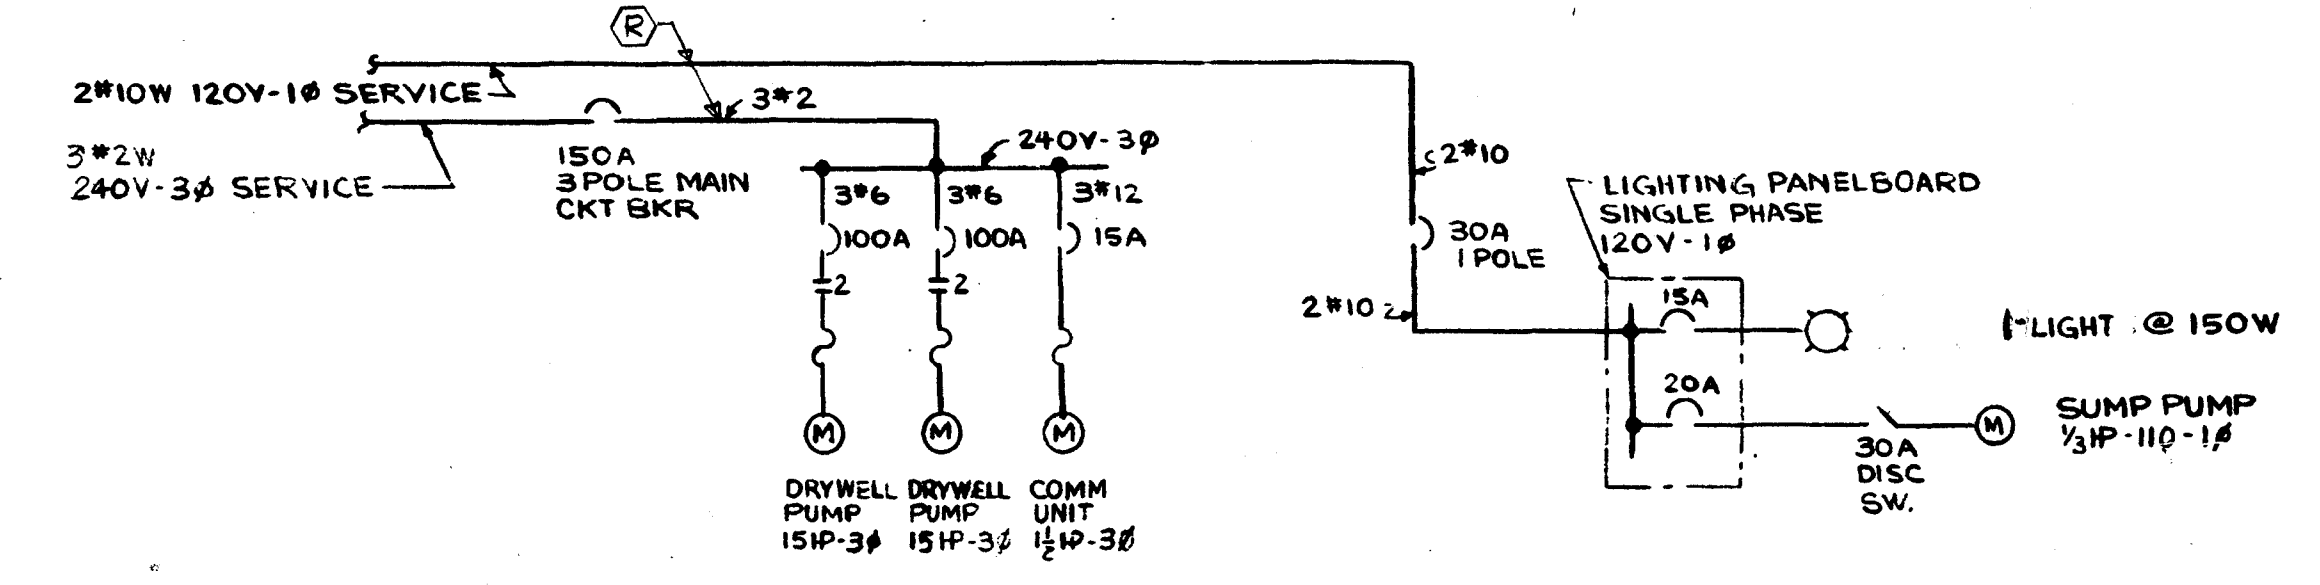 R
2#10W 120V-1Ø SERVICE
3#2
3#2W
240V-3Ø SERVICE
150A
3 POLE MAIN
CKT BKR
240V-3Ø
3#6
3#6
3#12
100A
100A
15A
2
2
M
M
M
DRYWELL
PUMP
15HP-3Ø
DRYWELL
PUMP
15HP-3Ø
COMM
UNIT
1½HP-3Ø
2#10
30A
1 POLE
2#10
LIGHTING PANELBOARD
SINGLE PHASE
120V-1Ø
15A
1-LIGHT @ 150W
20A
30A
DISC
SW.
M
SUMP PUMP
⅓HP-110-1Ø